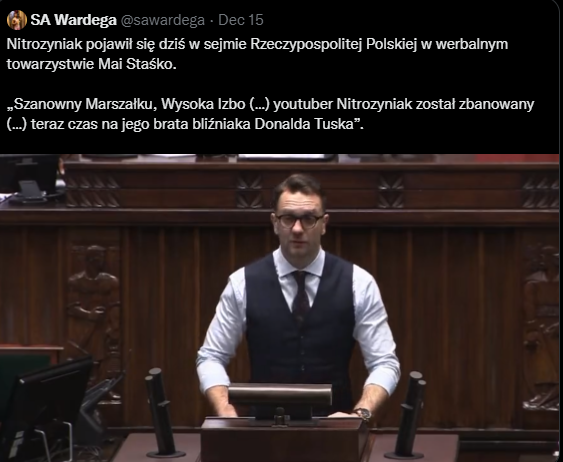 SA Wardega @sawardega · Dec 15
Nitrozyniak pojawił się dziś w sejmie Rzeczypospolitej Polskiej w werbalnym
towarzystwie Mai Staśko.
„Szanowny Marszałku, Wysoka Izbo (...) youtuber Nitrozyniak został zbanowany
(...) teraz czas na jego brata bliźniaka Donalda Tuska”.